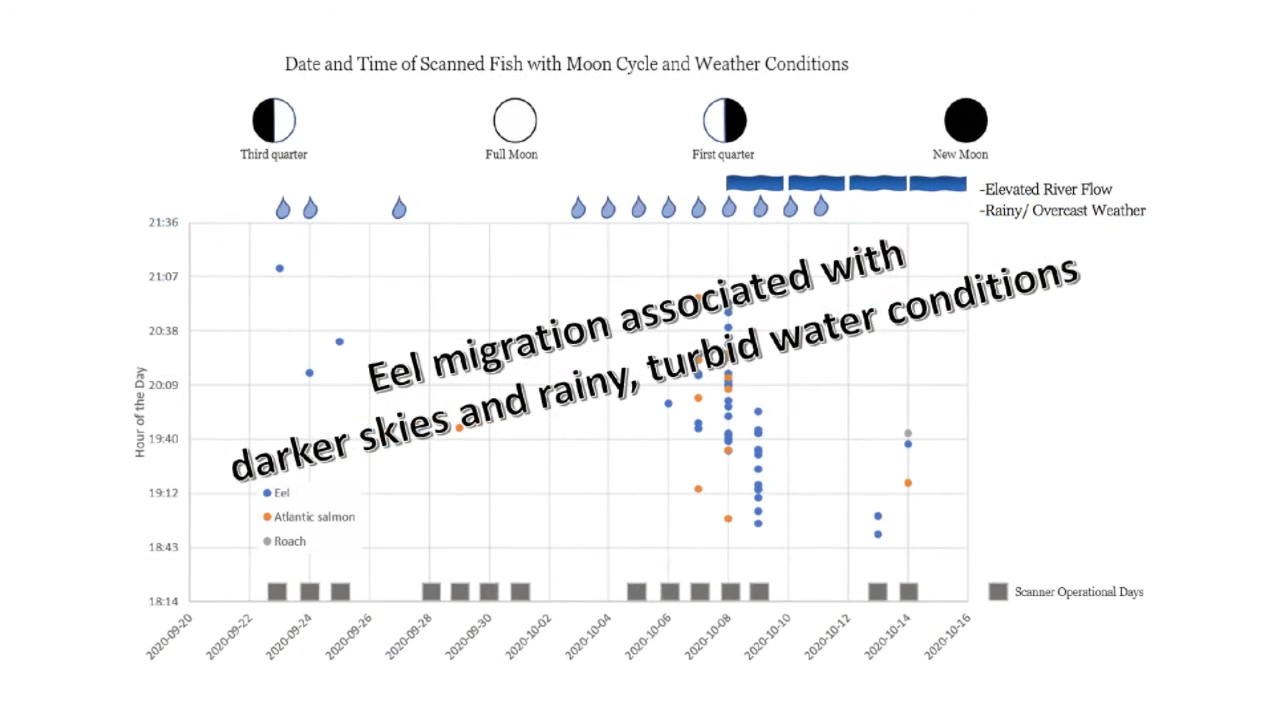 Date and Time of Scanned Fish with Moon Cycle and Weather Conditions
Third quarter
Full Moon
First quarter
New Moon
-Elevated River Flow
-Rainy/ Overcast Weather
21:36
21:07
20:38
20:09
19:40
19:12
18:43
18:14
Hour of the Day
Eel migration associated with
darker skies and rainy, turbid water conditions
Eel
Atlantic salmon
Roach
Scanner Operational Days
2020-09-20
2020-09-22
2020-09-24
2020-09-26
2020-09-28
2020-09-30
2020-10-02
2020-10-04
2020-10-06
2020-10-08
2020-10-10
2020-10-12
2020-10-14
2020-10-16